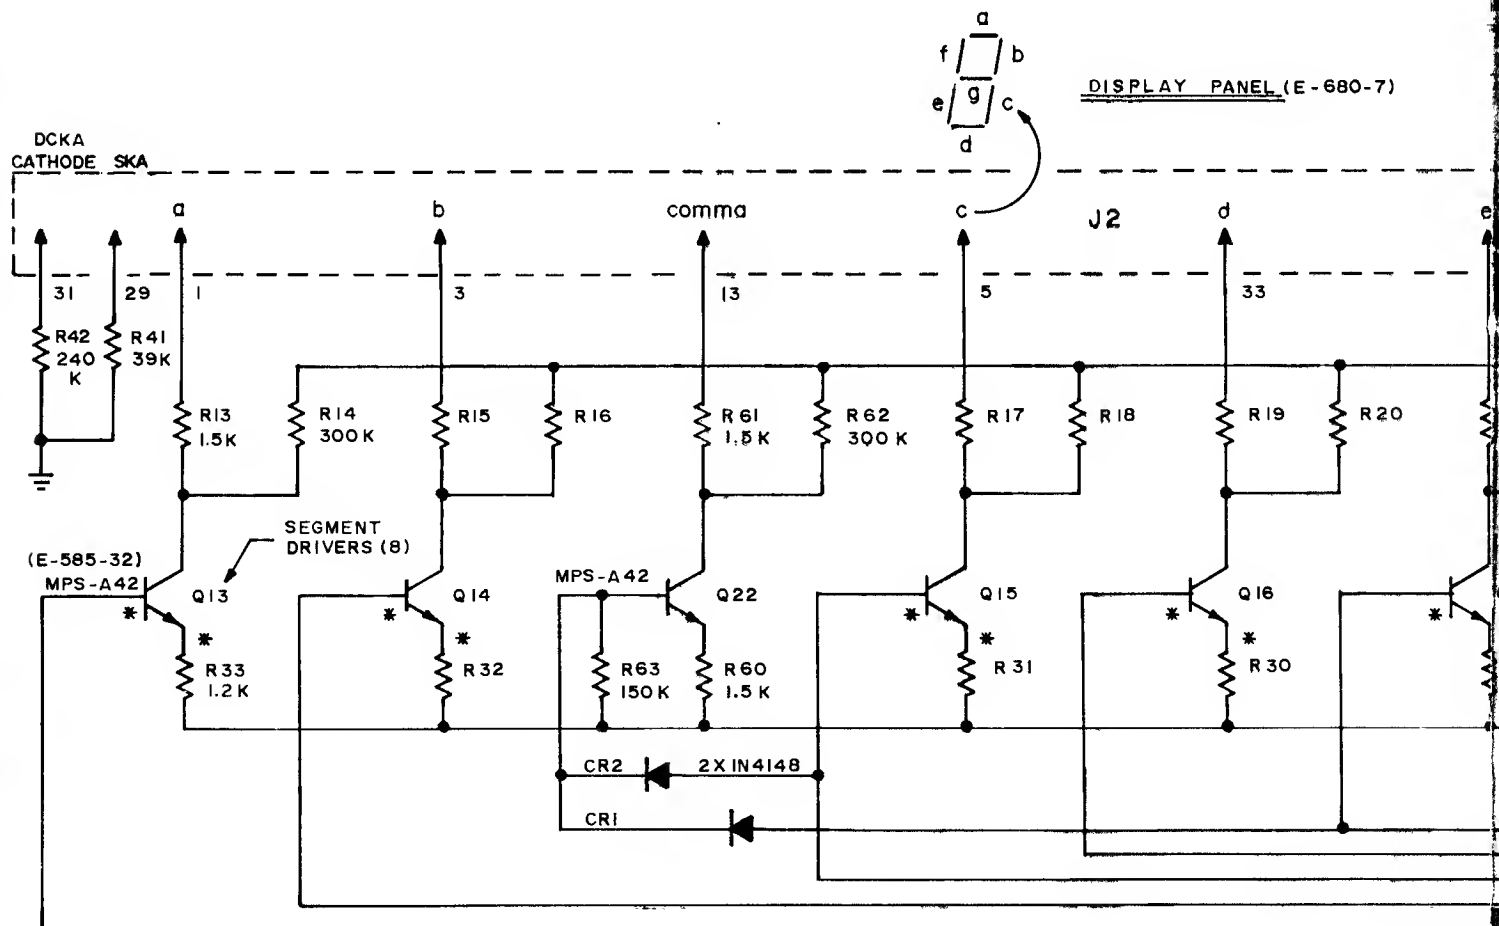 a
f b
DISPLAY PANEL (E-680-7)
e g c
d
DCKA
CATHODE SKA
a b comma c J2 d e
31 29 1 3 13 5 33
R42
240
K
R41
39K
R13
1.5K
R14
300K
R15
R16
R61
1.5K
R62
300K
R17
R18
R19
R20
SEGMENT
DRIVERS (8)
(E-585-32)
MPS-A42
Q13
*
*
Q14
*
*
MPS-A42
Q22
Q15
*
*
Q16
*
*
*
R33
1.2K
R32
R63
150K
R60
1.5K
R31
R30
CR2 2X IN4148
CR1